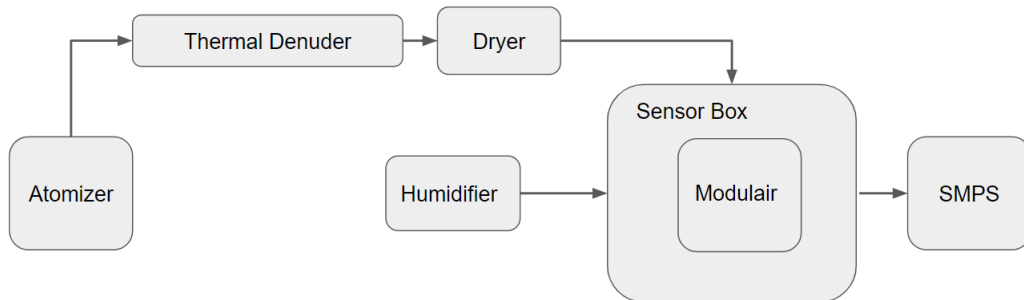 Thermal Denuder
Dryer
Sensor Box
Atomizer
Humidifier
Modulair
SMPS